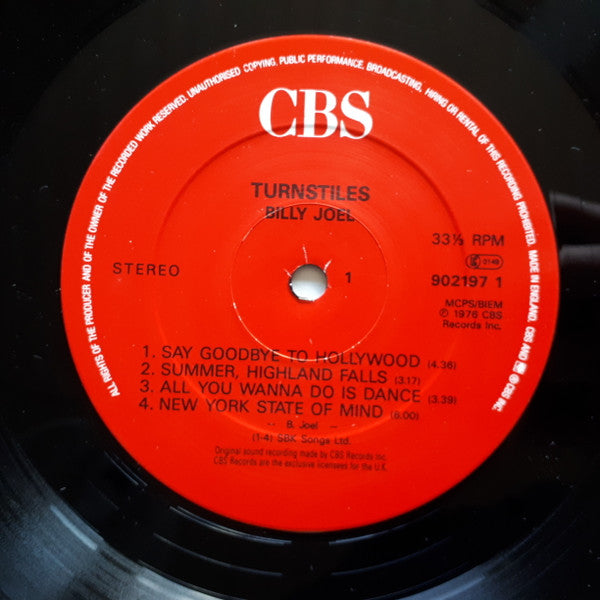 ALL RIGHTS OF THE PRODUCER AND OF THE OWNER OF THE RECORDED WORK RESERVED. UNAUTHORISED COPYING, PUBLIC PERFORMANCE, BROADCASTING, HIRING OR RENTAL OF THIS RECORDING PROHIBITED. MADE IN ENGLAND. CBS AND ® CBS INC.
CBS
TURNSTILES
BILLY JOEL
33⅓ RPM
STEREO
1
0149
902197 1
MCPS/BIEM
℗ 1976 CBS
Records Inc.
1. SAY GOODBYE TO HOLLYWOOD (4.36)
2. SUMMER, HIGHLAND FALLS (3.17)
3. ALL YOU WANNA DO IS DANCE (3.39)
4. NEW YORK STATE OF MIND (6.00)
-- B. Joel --
(1-4) SBK Songs Ltd.
Original sound recording made by CBS Records Inc.
CBS Records are the exclusive licensees for the U.K.